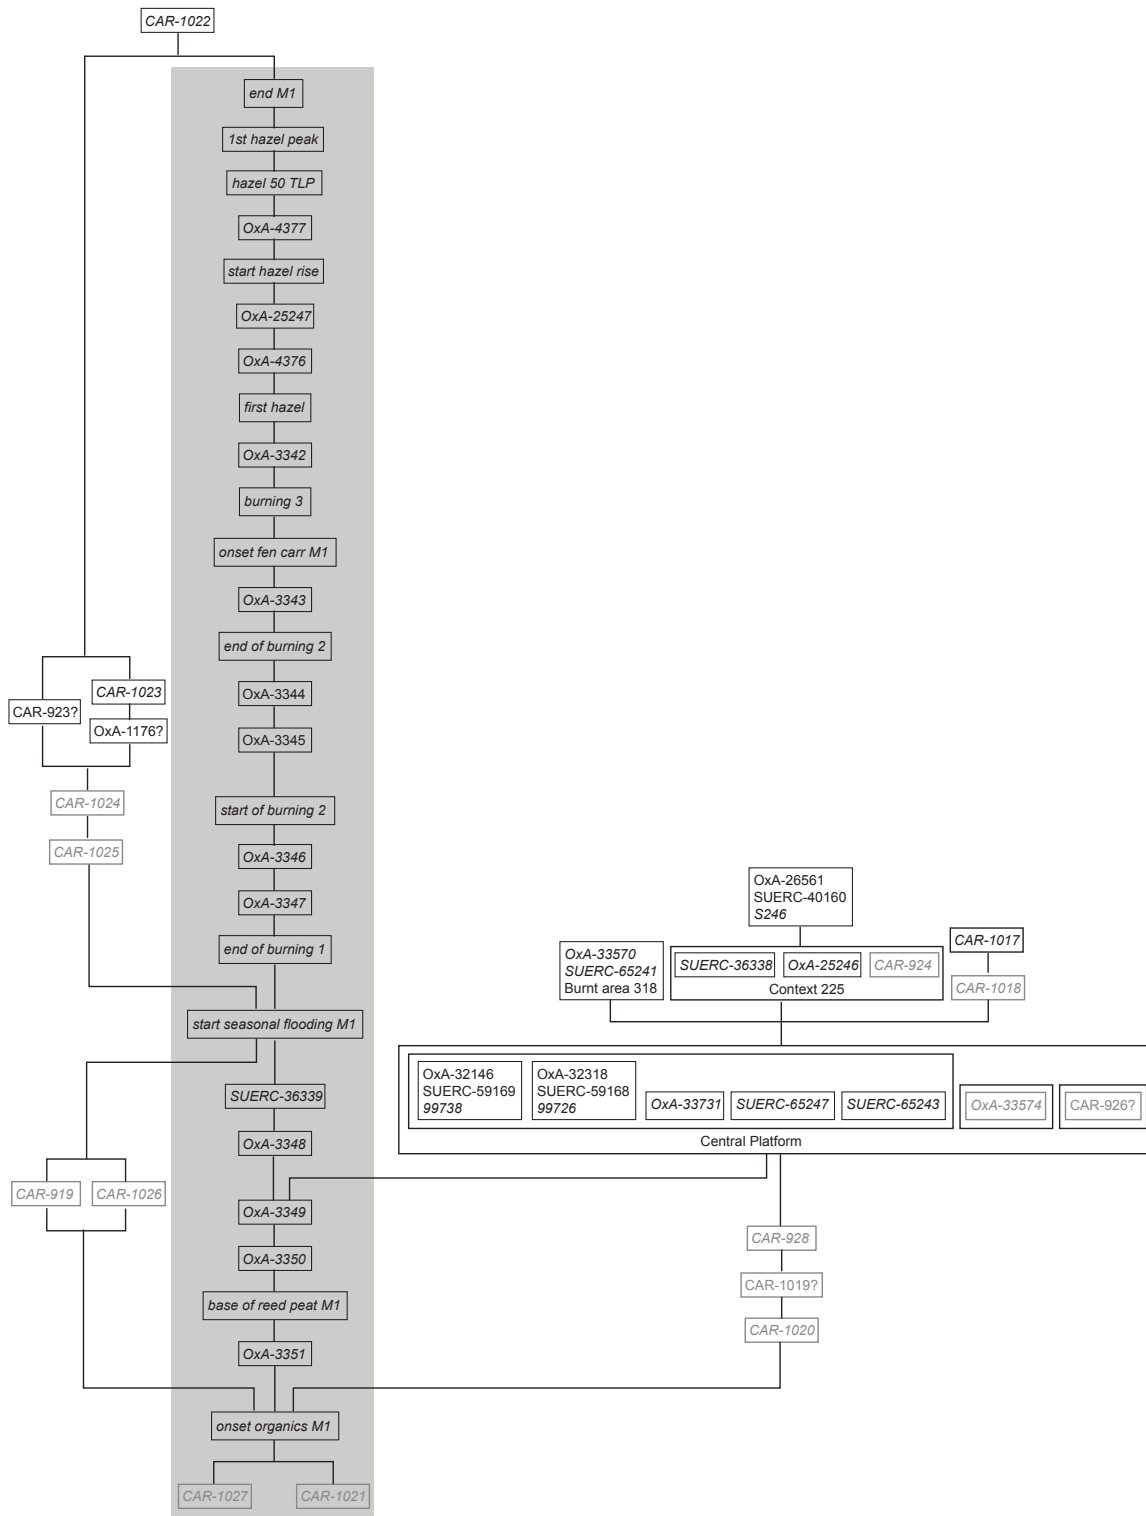 CAR-1022
end M1
1st hazel peak
hazel 50 TLP
OxA-4377
start hazel rise
OxA-25247
OxA-4376
first hazel
OxA-3342
burning 3
onset fen carr M1
OxA-3343
end of burning 2
OxA-3344
OxA-3345
start of burning 2
OxA-3346
OxA-3347
end of burning 1
start seasonal flooding M1
SUERC-36339
OxA-3348
OxA-3349
OxA-3350
base of reed peat M1
OxA-3351
onset organics M1
CAR-1027
CAR-1021
CAR-923?
CAR-1023
OxA-1176?
CAR-1024
CAR-1025
CAR-919
CAR-1026
OxA-26561
SUERC-40160
S246
OxA-33570
SUERC-65241
Burnt area 318
SUERC-36338
OxA-25246
CAR-924
Context 225
CAR-1017
CAR-1018
OxA-32146
SUERC-59169
99738
OxA-32318
SUERC-59168
99726
OxA-33731
SUERC-65247
SUERC-65243
OxA-33574
CAR-926?
Central Platform
CAR-928
CAR-1019?
CAR-1020